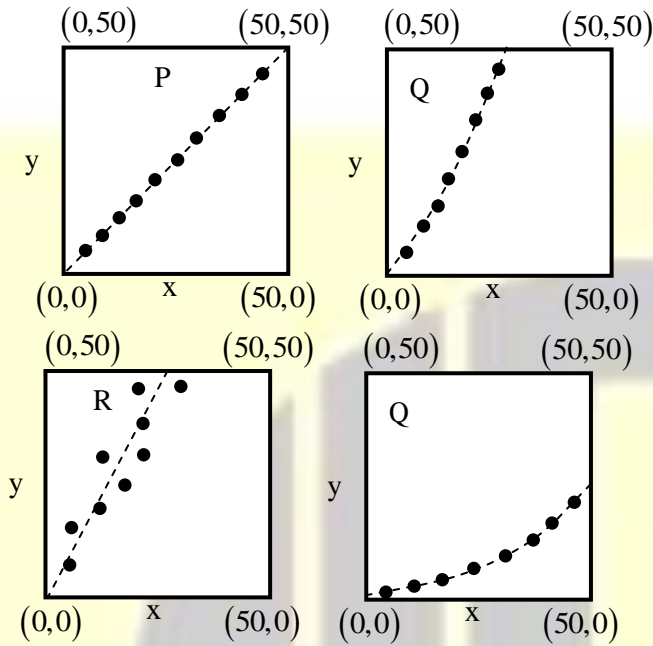 (0,50) (50,50) (0,50) (50,50)
P Q
y y
(0,0) x (50,0) (0,0) x (50,0)
(0,50) (50,50) (0,50) (50,50)
R Q
y y
(0,0) x (50,0) (0,0) x (50,0)